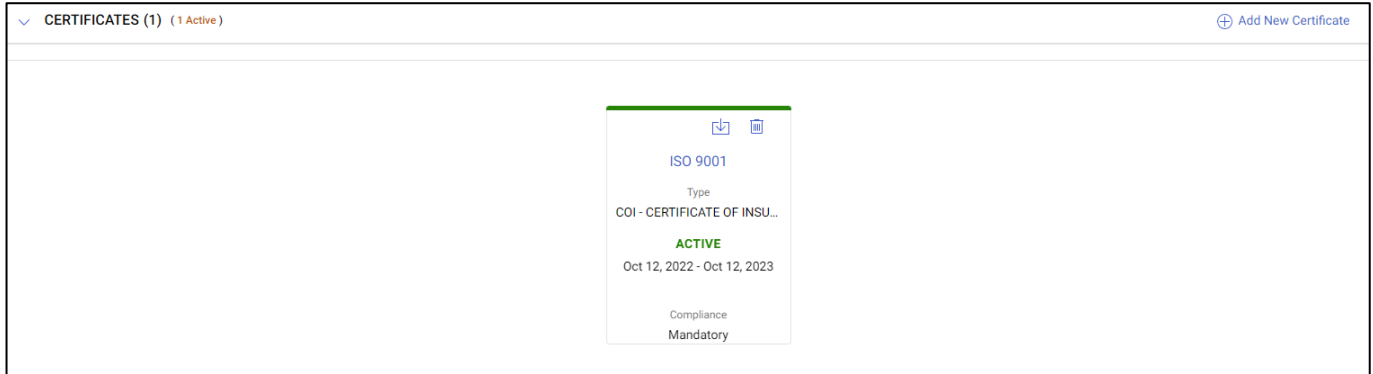 CERTIFICATES (1) ( 1 Active ) Add New Certificate
ISO 9001
Type
COI - CERTIFICATE OF INSU...
ACTIVE
Oct 12, 2022 - Oct 12, 2023
Compliance
Mandatory